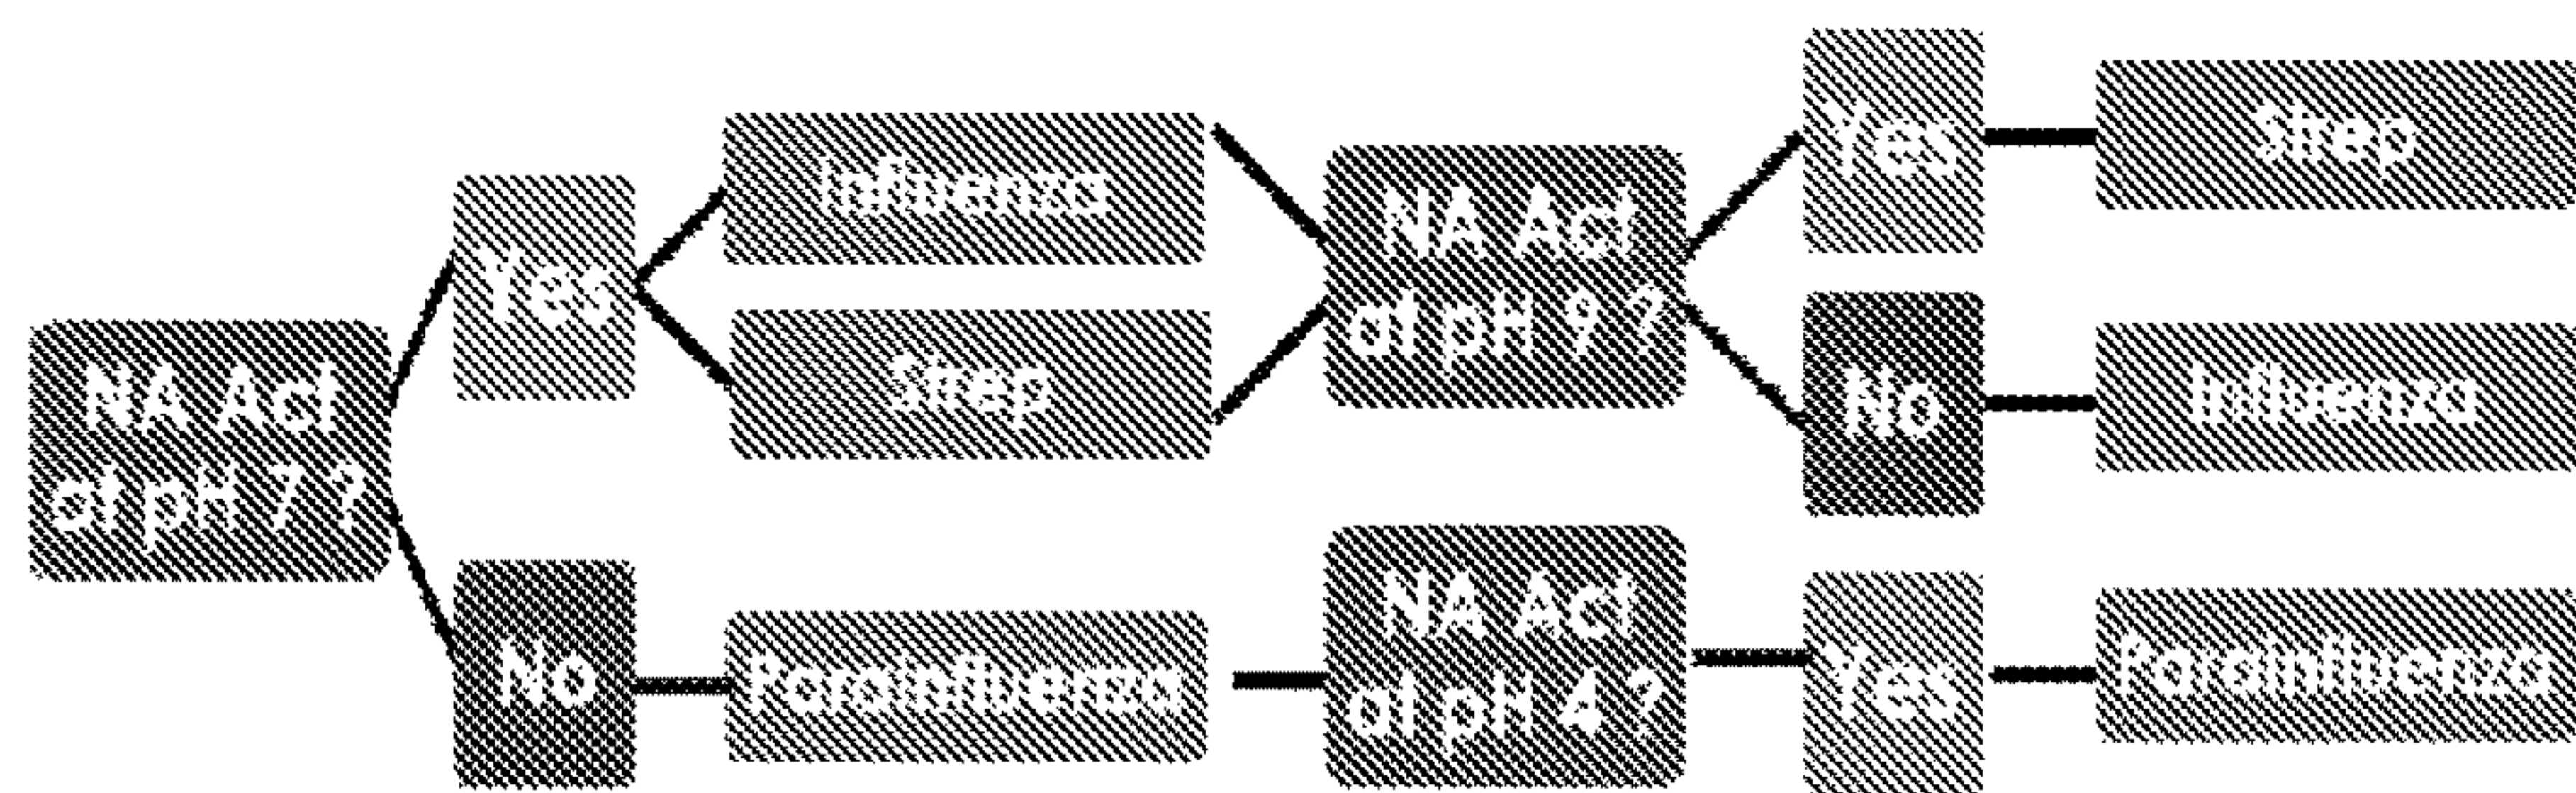 NA Act
at pH 7 ?
Yes
Influenza
Strep
No
Parainfluenza
NA Act
at pH 9 ?
Yes
Strep
No
Influenza
NA Act
at pH 4 ?
Yes
Parainfluenza